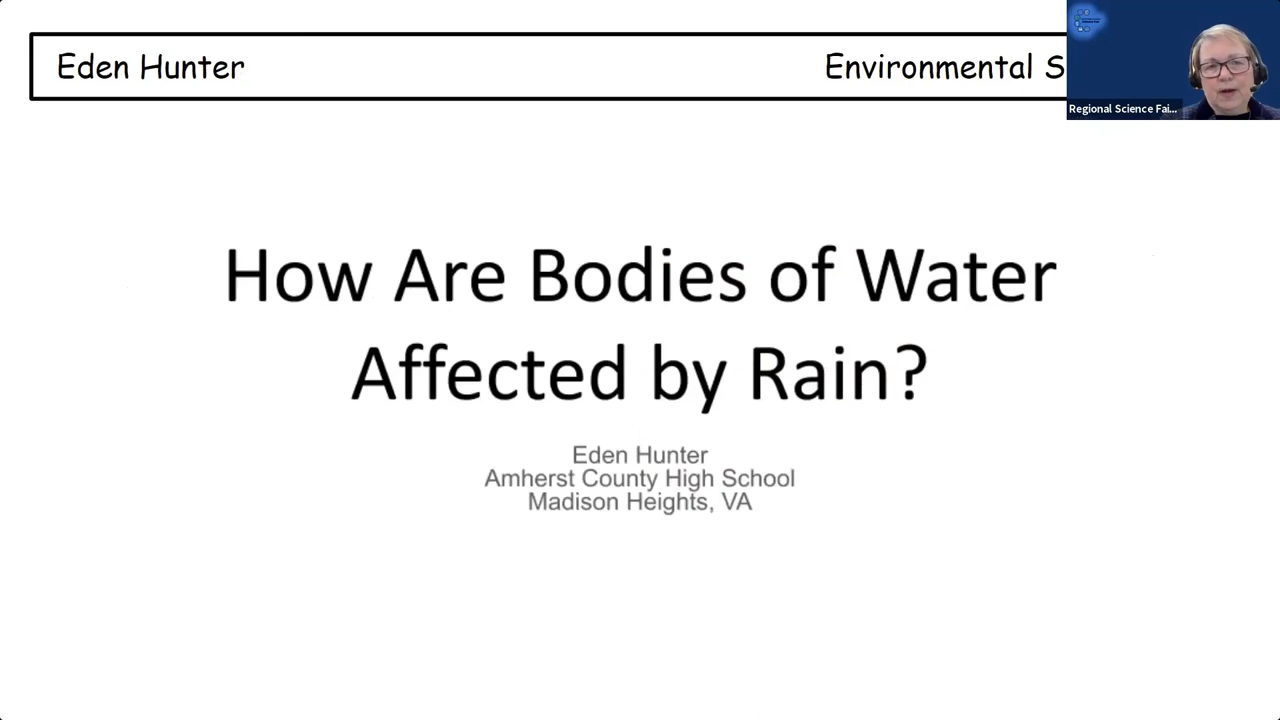 Eden Hunter
Environmental S
Regional Science Fai...
How Are Bodies of Water
Affected by Rain?
Eden Hunter
Amherst County High School
Madison Heights, VA